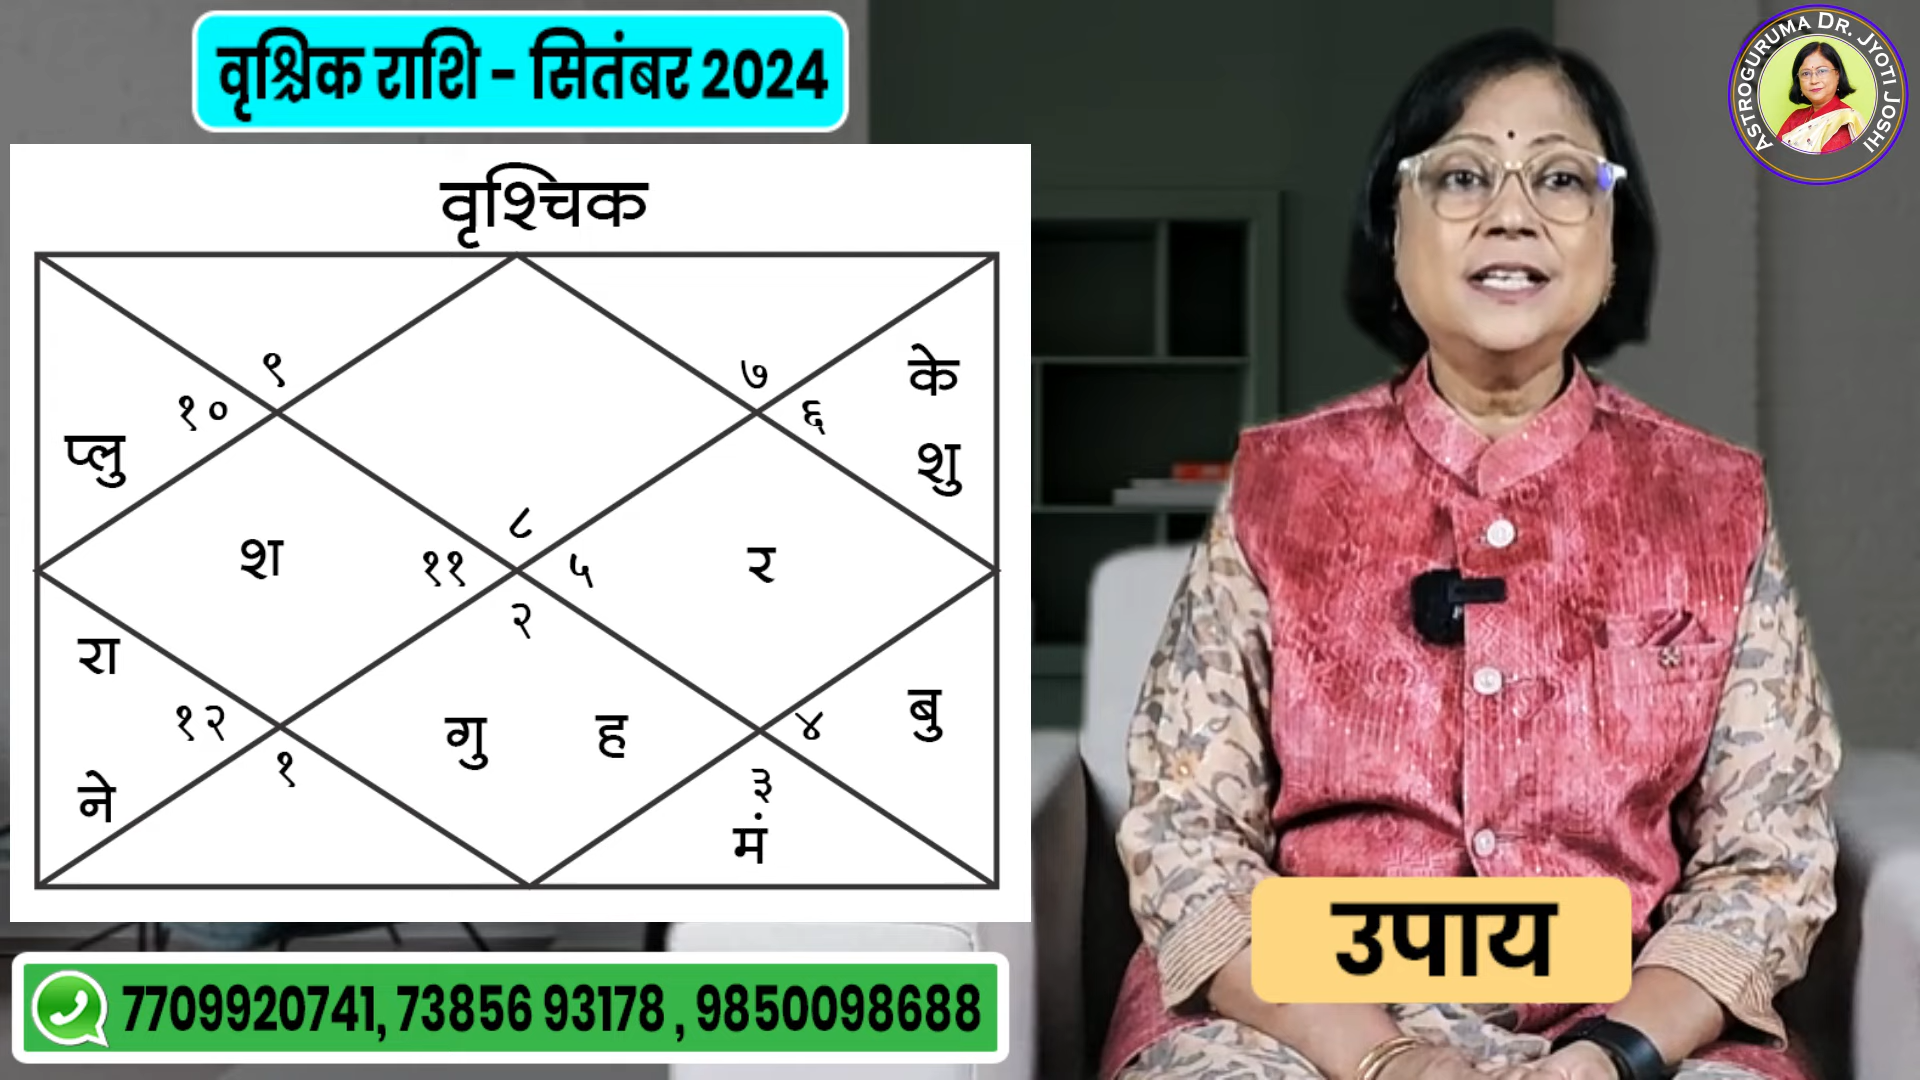 वृश्चिक राशि - सितंबर 2024
ASTROGURUMA DR. JYOTI JOSHI
वृश्चिक
९
७
के
१०
६
प्लु
शु
८
श
११
५
र
२
रा
१२
गु
ह
४
बु
१
३
ने
मं
उपाय
7709920741, 73856 93178 , 9850098688